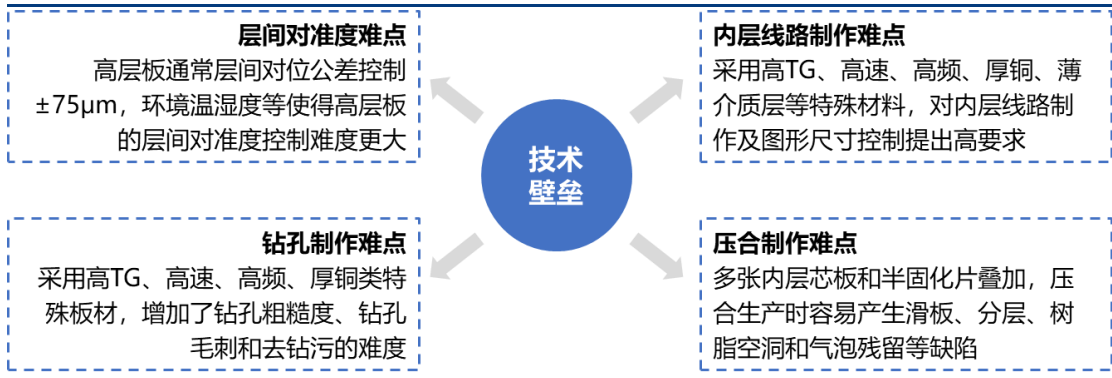 层间对准度难点
高层板通常层间对位公差控制
±75μm，环境温湿度等使得高层板
的层间对准度控制难度更大
内层线路制作难点
采用高TG、高速、高频、厚铜、薄
介质层等特殊材料，对内层线路制
作及图形尺寸控制提出高要求
技术
壁垒
钻孔制作难点
采用高TG、高速、高频、厚铜类特
殊板材，增加了钻孔粗糙度、钻孔
毛刺和去钻污的难度
压合制作难点
多张内层芯板和半固化片叠加，压
合生产时容易产生滑板、分层、树
脂空洞和气泡残留等缺陷